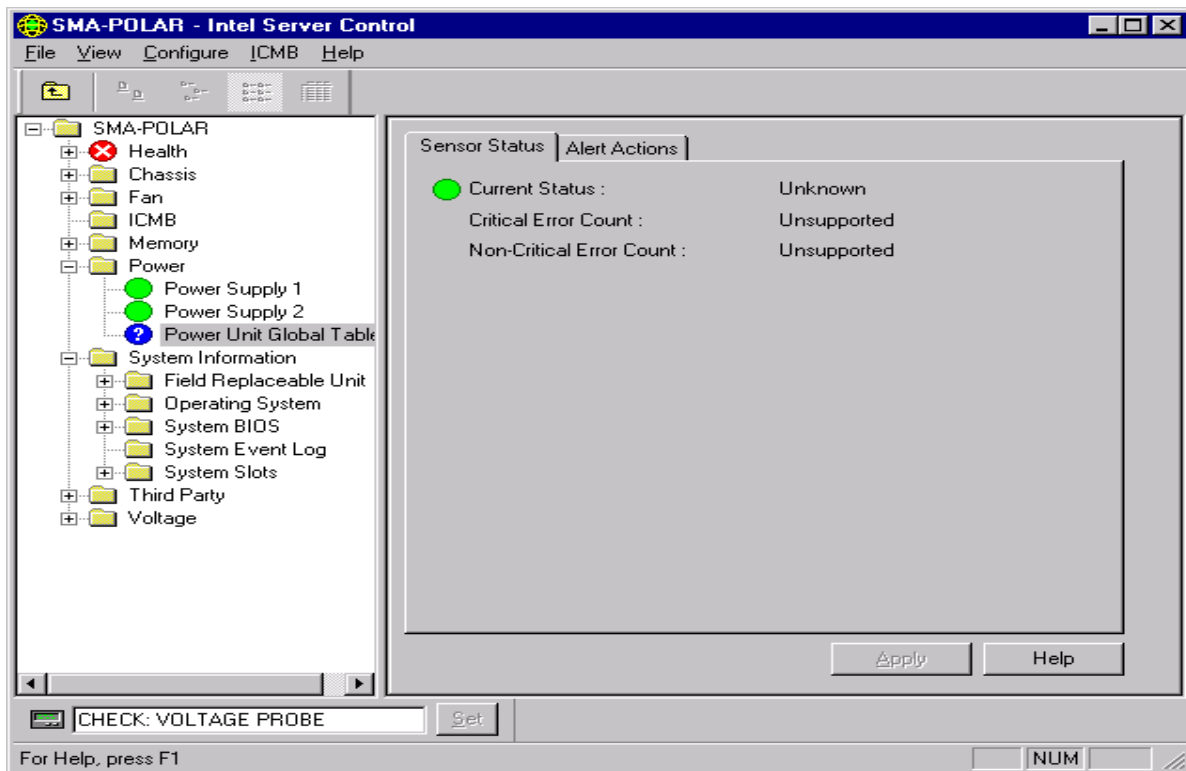 SMA-POLAR - Intel Server Control
File View Configure ICMB Help
SMA-POLAR
Health
Chassis
Fan
ICMB
Memory
Power
Power Supply 1
Power Supply 2
Power Unit Global Table
System Information
Field Replaceable Unit
Operating System
System BIOS
System Event Log
System Slots
Third Party
Voltage
Sensor Status Alert Actions
Current Status : Unknown
Critical Error Count : Unsupported
Non-Critical Error Count : Unsupported
Apply Help
CHECK: VOLTAGE PROBE Set
For Help, press F1 NUM